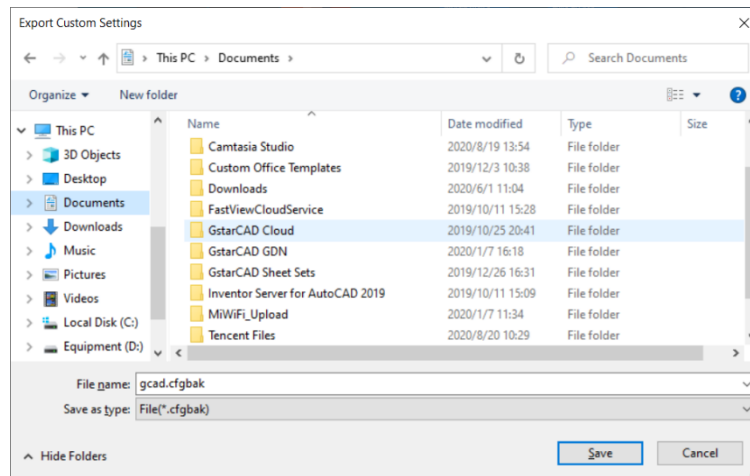 Export Custom Settings
This PC > Documents >
Search Documents
Organize
New folder
Name Date modified Type Size
This PC
3D Objects
Desktop
Documents
Downloads
Music
Pictures
Videos
Local Disk (C:)
Equipment (D:)
Camtasia Studio 2020/8/19 13:54 File folder
Custom Office Templates 2019/12/3 10:38 File folder
Downloads 2020/6/1 11:04 File folder
FastViewCloudService 2019/10/11 15:28 File folder
GstarCAD Cloud 2019/10/25 20:41 File folder
GstarCAD GDN 2020/1/7 16:18 File folder
GstarCAD Sheet Sets 2019/12/26 16:31 File folder
Inventor Server for AutoCAD 2019 2019/10/11 15:09 File folder
MiWiFi_Upload 2020/1/7 11:34 File folder
Tencent Files 2020/8/20 10:29 File folder
File name: gcad.cfgbak
Save as type: File(*.cfgbak)
Hide Folders
Save
Cancel